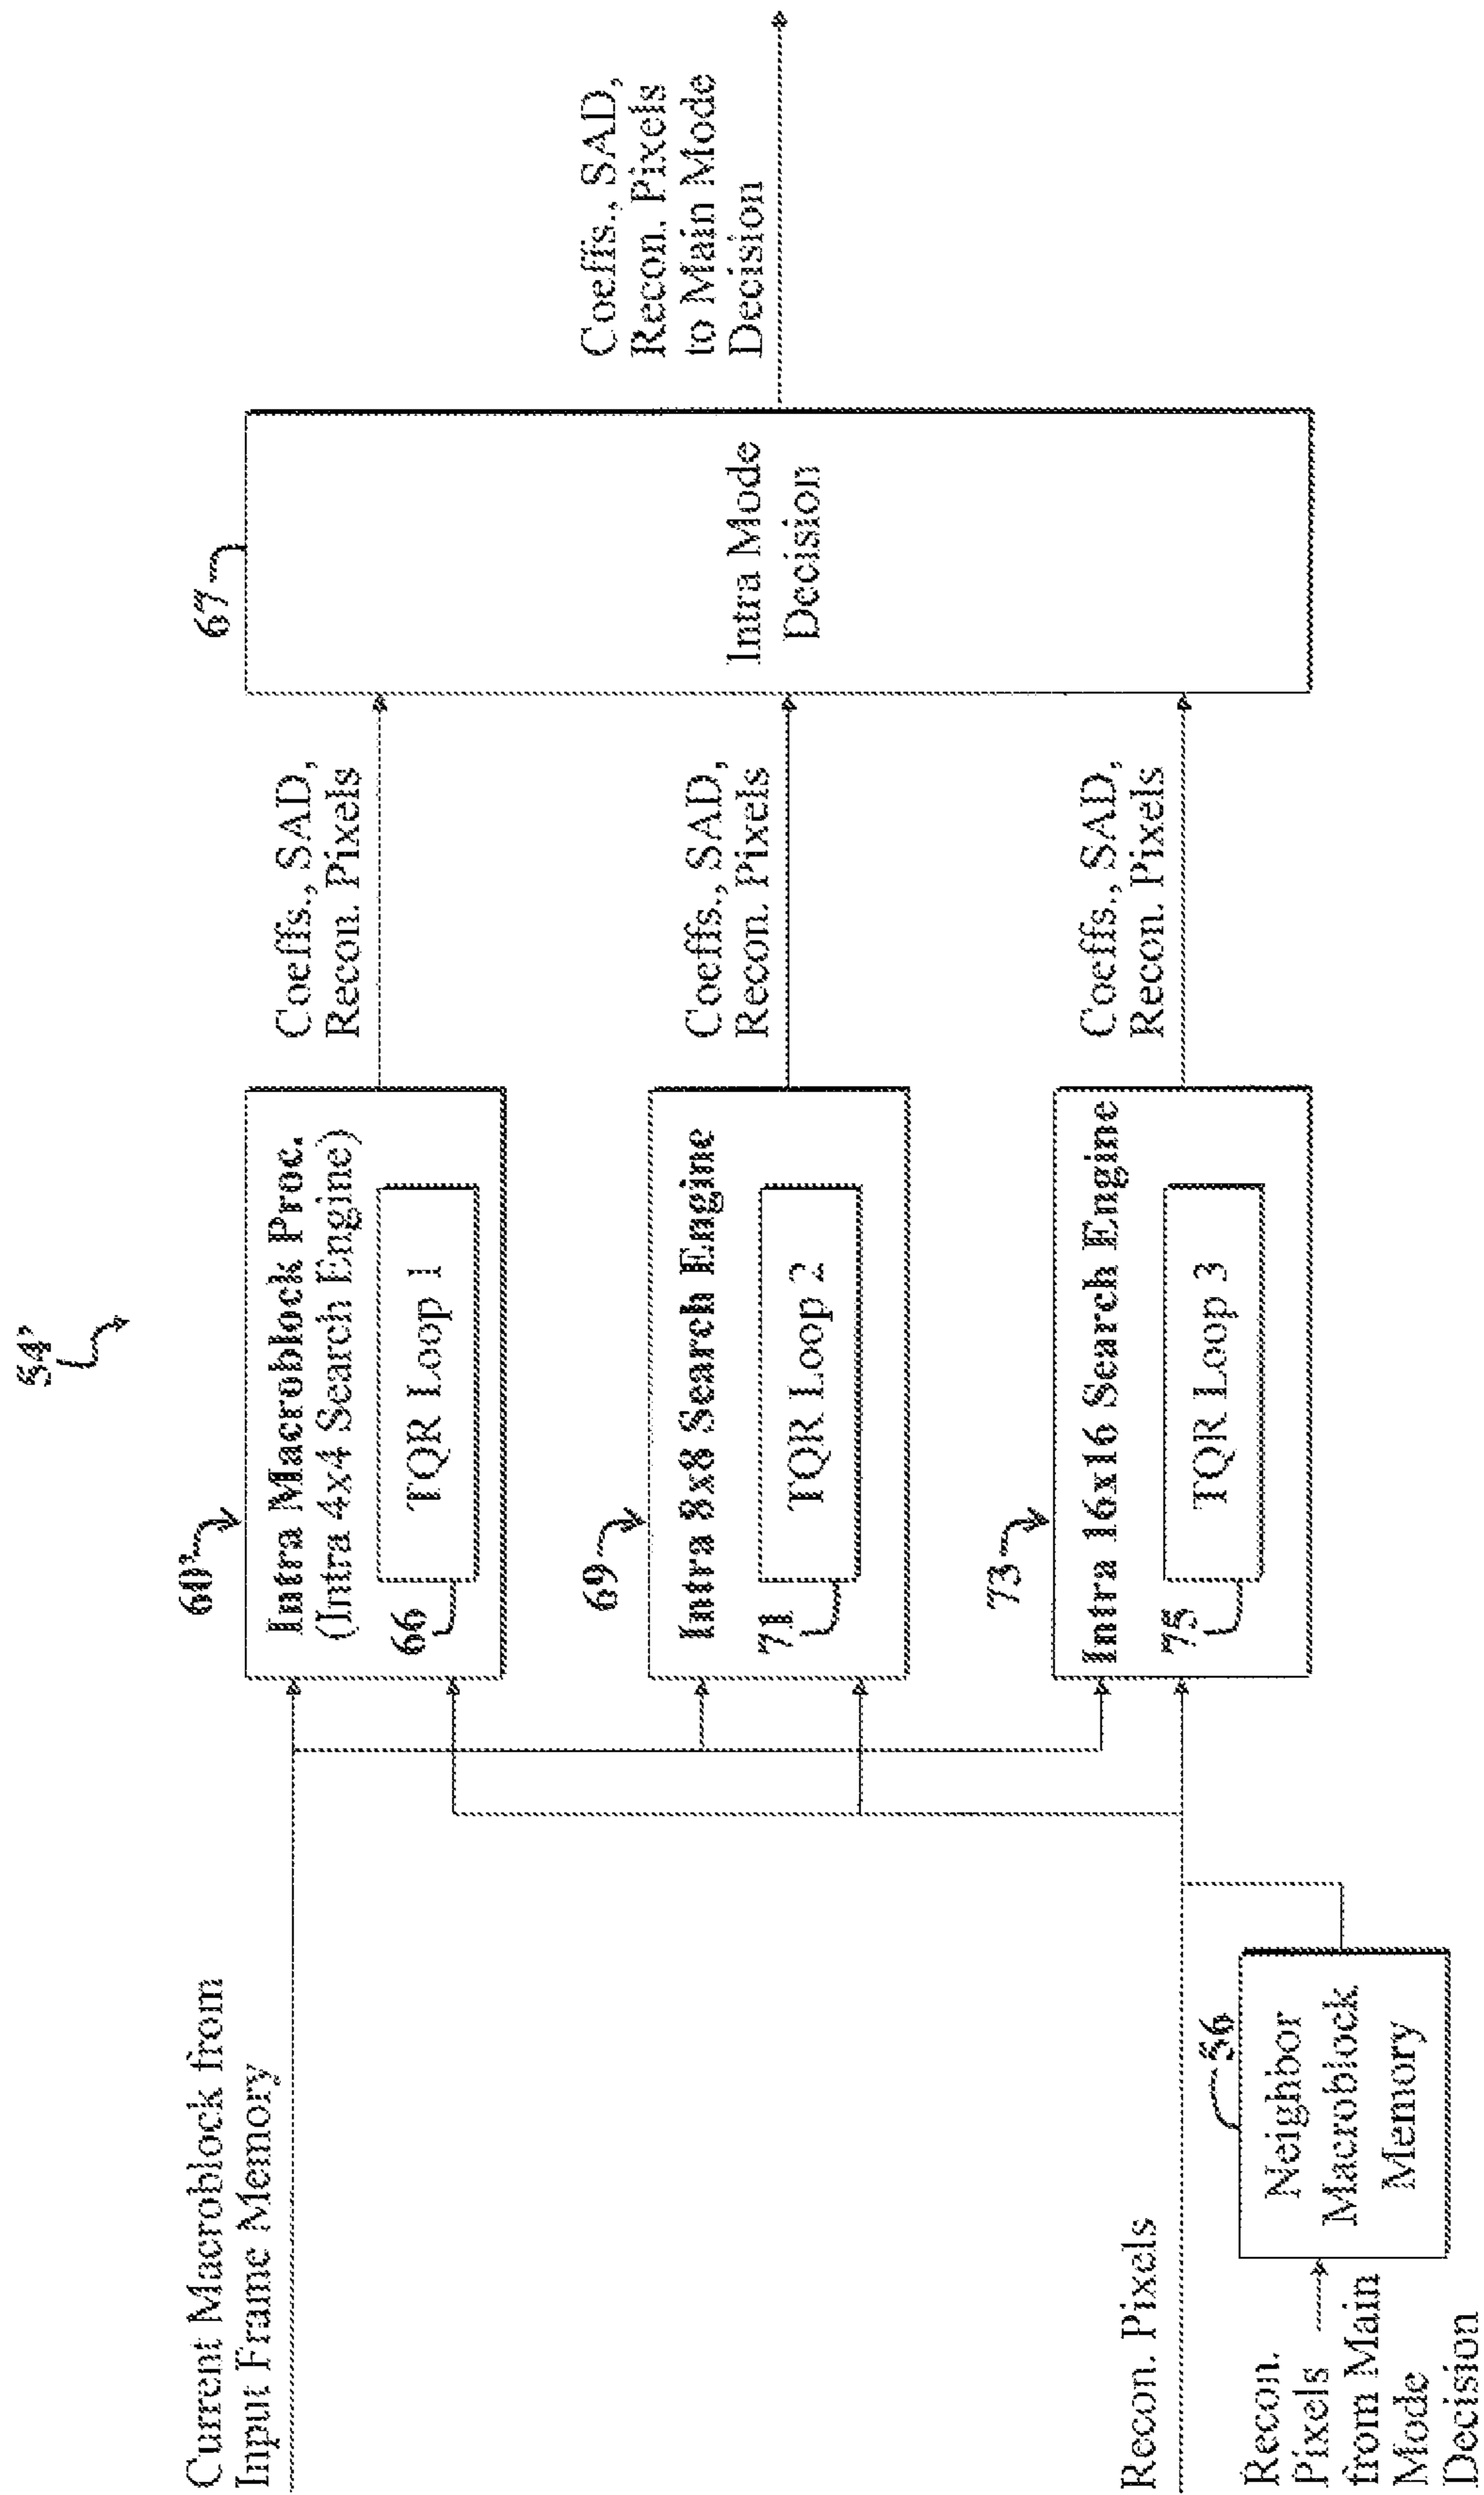 54'
Current Macroblock from
Input Frame Memory
60'
Intra Macroblock Proc.
(Intra 4x4 Search Engine)
66
TQR Loop 1
Coeffs., SAD,
Recon. Pixels
67
Intra Mode
Decision
69
Intra 8x8 Search Engine
71
TQR Loop 2
Coeffs., SAD,
Recon. Pixels
Coeffs., SAD,
Recon. Pixels
to Main Mode
Decision
73
Intra 16x16 Search Engine
75
TQR Loop 3
Coeffs., SAD,
Recon. Pixels
Recon. Pixels
56
Neighbor
Macroblock
Memory
Recon.
Pixels
from Main
Mode
Decision